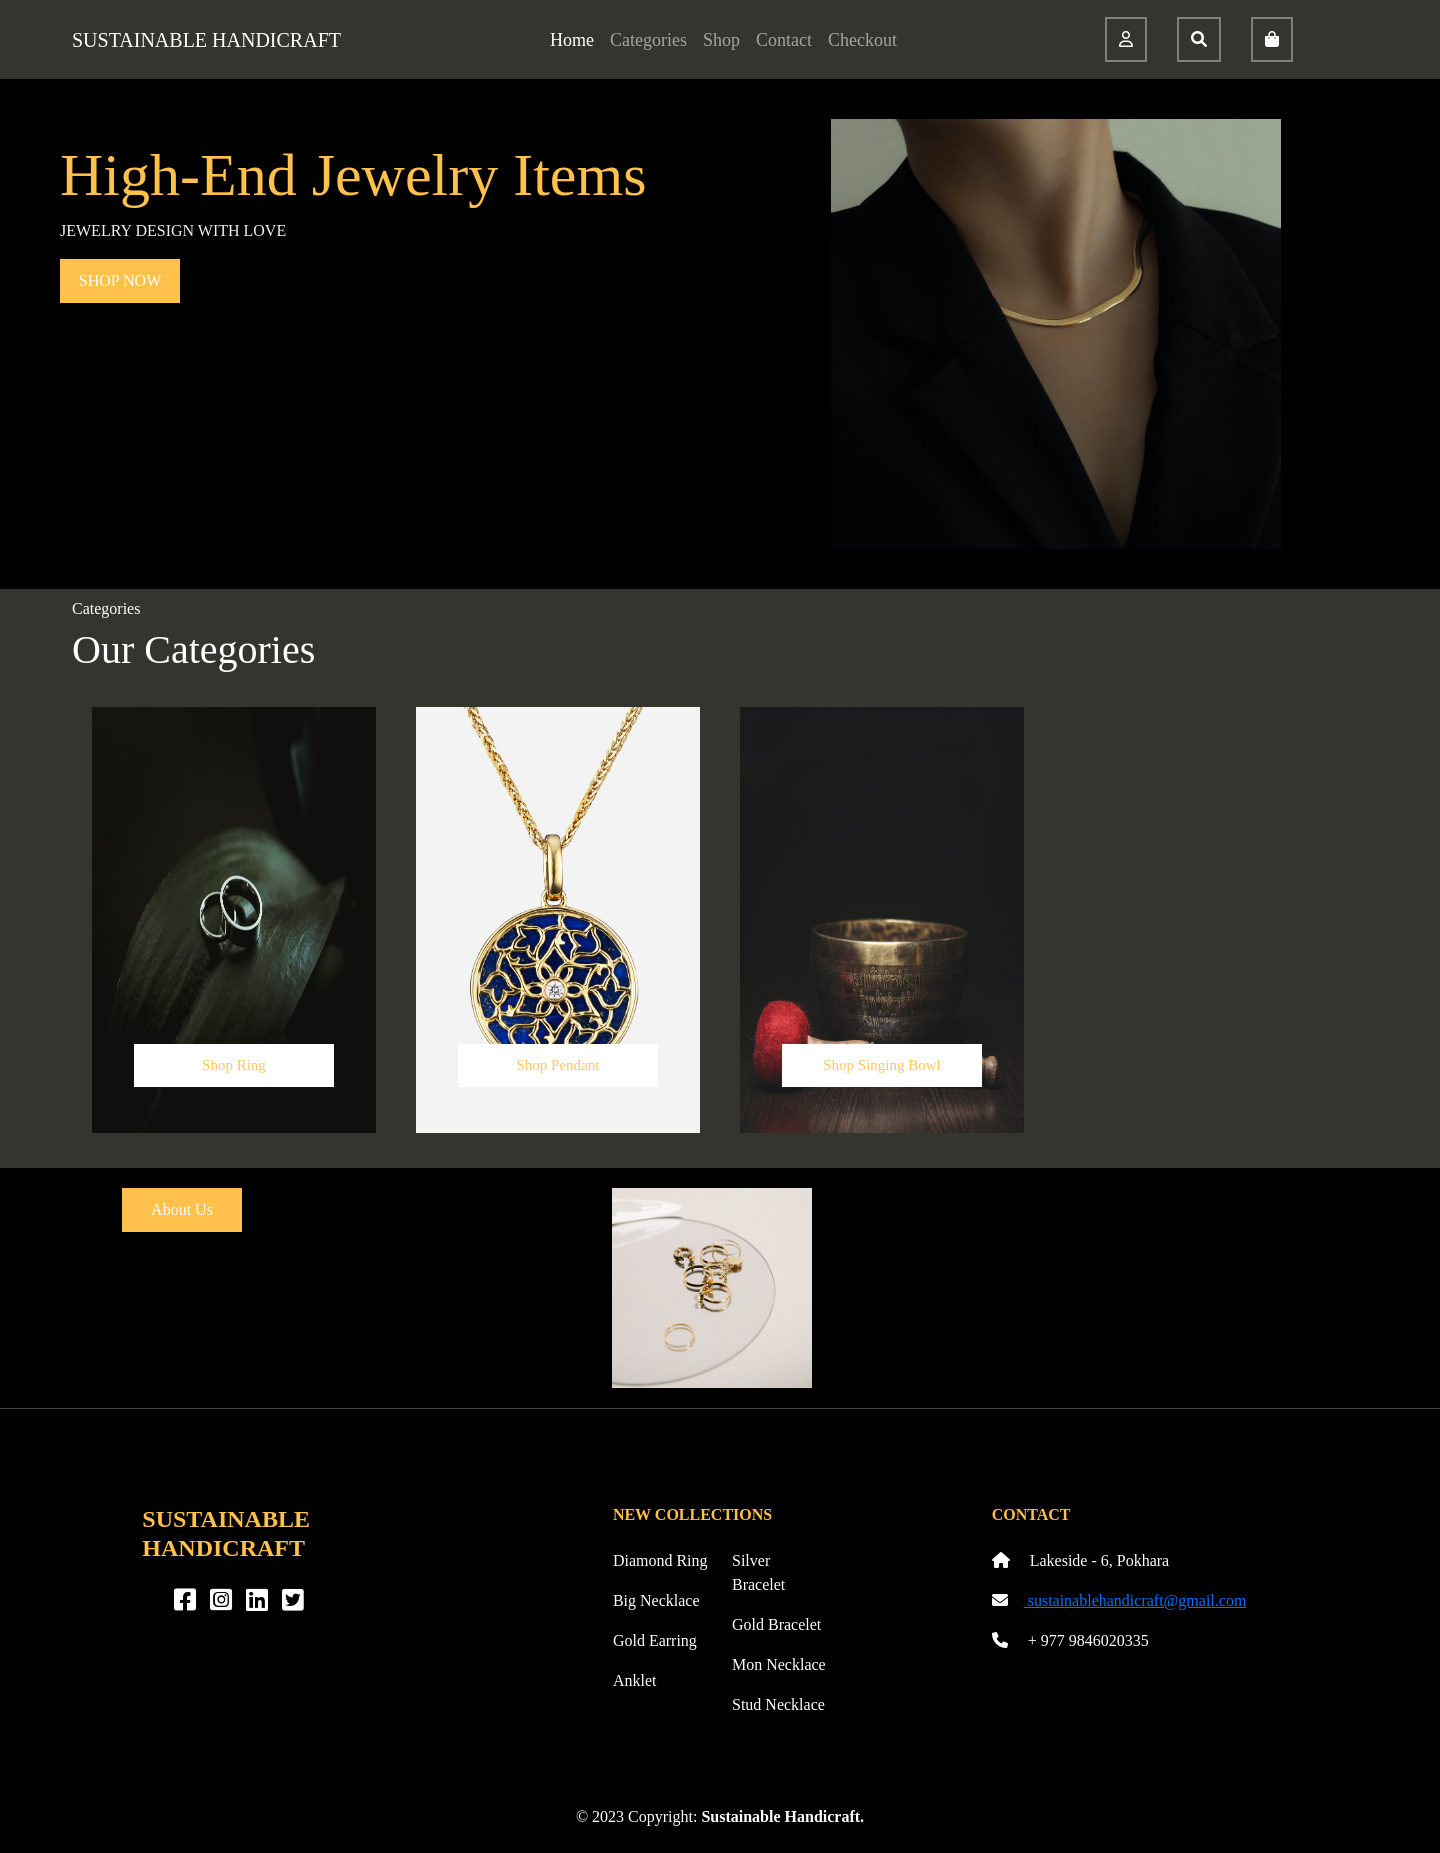 SUSTAINABLE HANDICRAFT
Home Categories Shop Contact Checkout
High-End Jewelry Items
JEWELRY DESIGN WITH LOVE
SHOP NOW
Categories
Our Categories
Shop Ring
Shop Pendant
Shop Singing Bowl
About Us
SUSTAINABLE
HANDICRAFT
NEW COLLECTIONS
Diamond Ring
Big Necklace
Gold Earring
Anklet
Silver
Bracelet
Gold Bracelet
Mon Necklace
Stud Necklace
CONTACT
Lakeside - 6, Pokhara
sustainablehandicraft@gmail.com
+ 977 9846020335
© 2023 Copyright: Sustainable Handicraft.